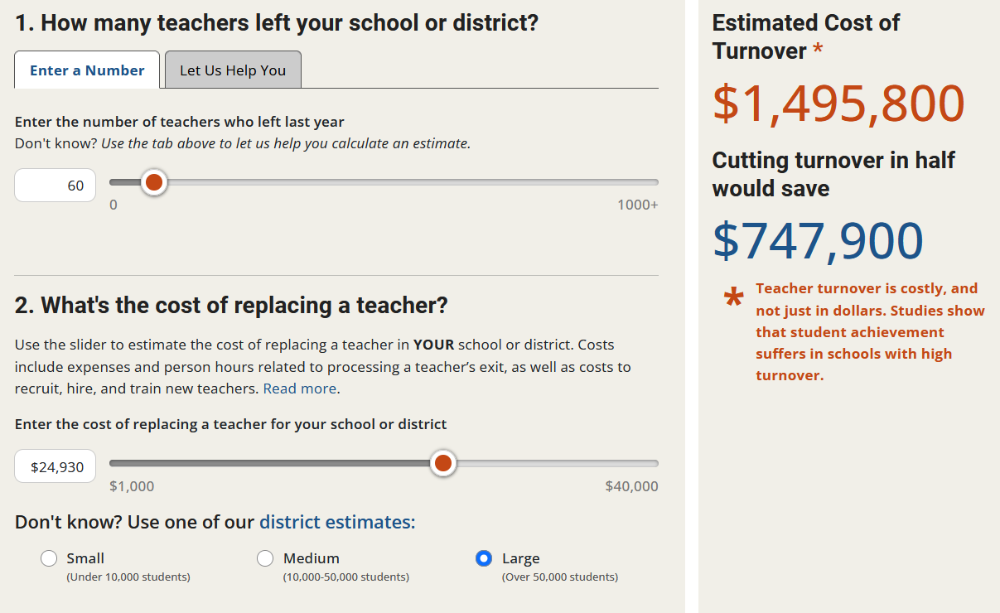 1. How many teachers left your school or district?
Enter a Number
Let Us Help You
Enter the number of teachers who left last year
Don't know? Use the tab above to let us help you calculate an estimate.
60
0
1000+
2. What's the cost of replacing a teacher?
Use the slider to estimate the cost of replacing a teacher in YOUR school or district. Costs
include expenses and person hours related to processing a teacher’s exit, as well as costs to
recruit, hire, and train new teachers. Read more.
Enter the cost of replacing a teacher for your school or district
$24,930
$1,000
$40,000
Don't know? Use one of our district estimates:
Small
(Under 10,000 students)
Medium
(10,000-50,000 students)
Large
(Over 50,000 students)
Estimated Cost of
Turnover *
$1,495,800
Cutting turnover in half
would save
$747,900
* Teacher turnover is costly, and
not just in dollars. Studies show
that student achievement
suffers in schools with high
turnover.